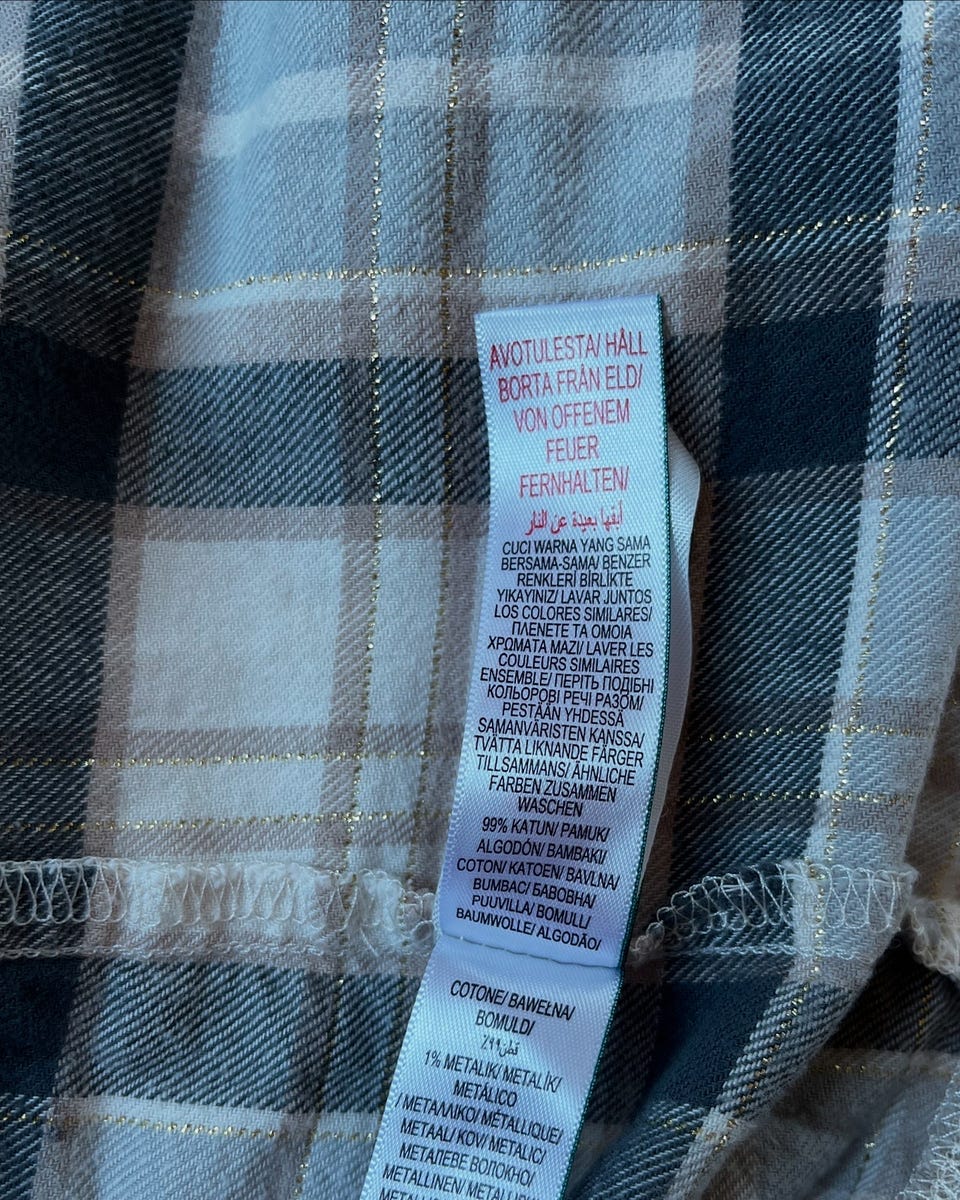 AVOTULESTA/ HÅLL
BORTA FRÅN ELD/
VON OFFENEM
FEUER
FERNHALTEN/
أبقها بعيدة عن النار
CUCI WARNA YANG SAMA
BERSAMA-SAMA/ BENZER
RENKLERİ BİRLİKTE
YIKAYINIZ/ LAVAR JUNTOS
LOS COLORES SIMILARES/
ΠΛΕΝΕΤΕ ΤΑ ΟΜΟΙΑ
ΧΡΩΜΑΤΑ ΜΑΖΙ/ LAVER LES
COULEURS SIMILAIRES
ENSEMBLE/ ПЕРІТЬ ПОДІБНІ
КОЛЬОРОВІ РЕЧІ РАЗОМ/
PESTÄÄN YHDESSÄ
SAMANVÄRISTEN KANSSA/
TVÄTTA LIKNANDE FÄRGER
TILLSAMMANS/ ÄHNLICHE
FARBEN ZUSAMMEN
WASCHEN
99% KATUN/ PAMUK/
ALGODÓN/ ΒΑΜΒΑΚΙ/
COTON/ KATOEN/ BAVLNA/
BUMBAC/ БАВОВНА/
PUUVILLA/ BOMULL/
BAUMWOLLE/ ALGODÃO/
COTONE/ BAWEŁNA/
BOMULD/
قطن٩٩٪
1% METALIK/ METALİK/
METÁLICO
/ ΜΕΤΑΛΛΙΚΟ/ MÉTALLIQUE/
METAAL/ KOV/ METALIC/
МЕТАЛЕВЕ ВОЛОКНО/
METALLINEN/ METALLISK/